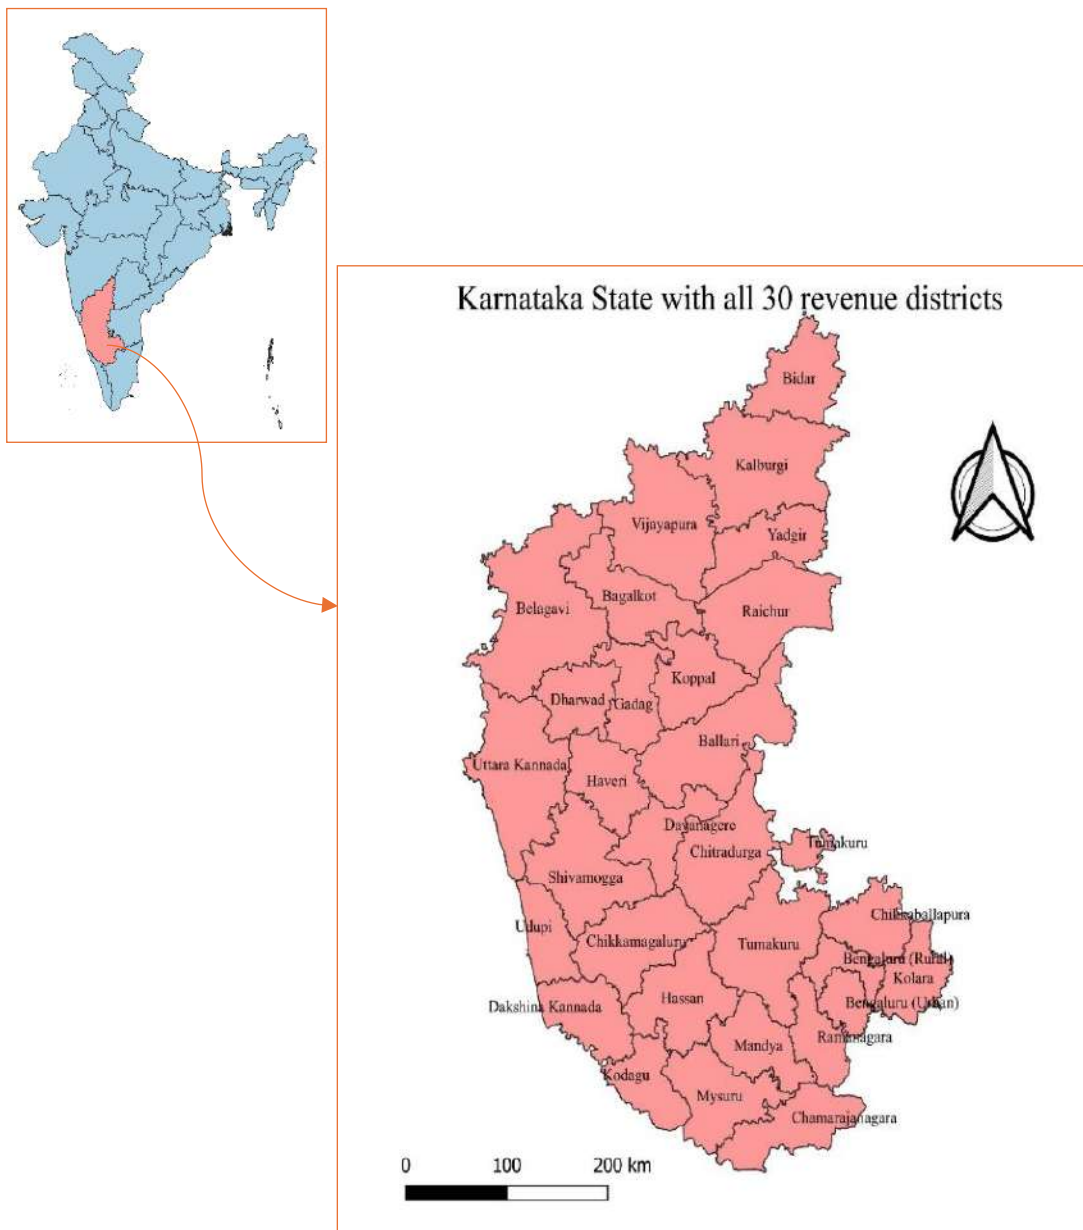 Karnataka State with all 30 revenue districts
Bidar
Kalburgi
Vijayapura
Yadgir
Bagalkot
Belagavi
Raichur
Koppal
Dharwad
Gadag
Ballari
Uttara Kannada
Haveri
Davanagere
Tumakuru
Chitradurga
Shivamogga
Chikkaballapura
Udupi
Chikkamagaluru
Tumakuru
Bengaluru (Rural)
Kolara
Hassan
Bengaluru (Urban)
Dakshina Kannada
Ramanagara
Mandya
Kodagu
Mysuru
Chamarajanagara
0 100 200 km